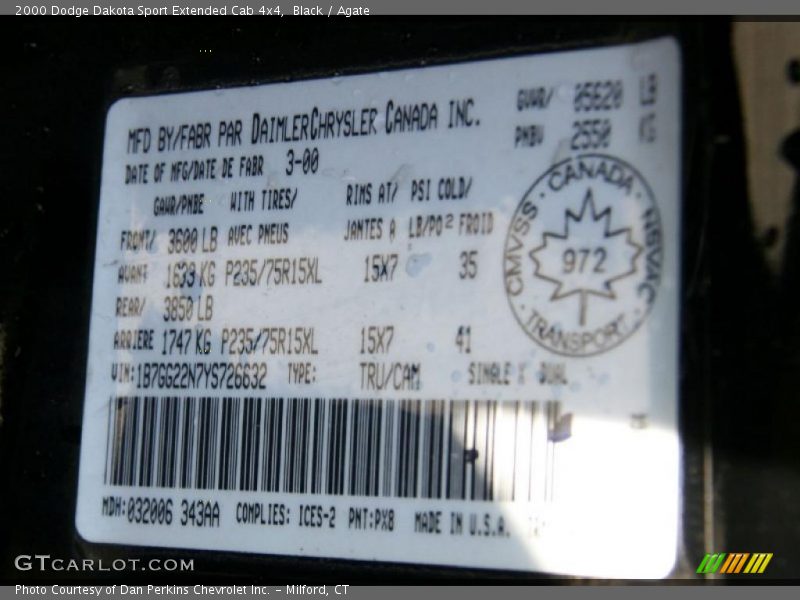 2000 Dodge Dakota Sport Extended Cab 4x4, Black / Agate
MFD BY/FABR PAR DAIMLERCHRYSLER CANADA INC.
GVWR/ 05620 LB
DATE OF MFG/DATE DE FABR 3-00
PNBV 2550 KG
GAWR/PNBE WITH TIRES/ RIMS AT/ PSI COLD/
FRONT/ 3600 LB AVEC PNEUS JANTES A LB/PO² FROID
AVANT 1633 KG P235/75R15XL 15X7 35
REAR/ 3850 LB
ARRIERE 1747 KG P235/75R15XL 15X7 41
CMVSS · CANADA · NSVAC
972
· TRANSPORT ·
VIN:1B7GG22N7YS726632 TYPE: TRU/CAM SINGLE X DUAL
MDH:032006 343AA COMPLIES: ICES-2 PNT:PX8 MADE IN U.S.A.
GTCARLOT.COM
Photo Courtesy of Dan Perkins Chevrolet Inc. – Milford, CT